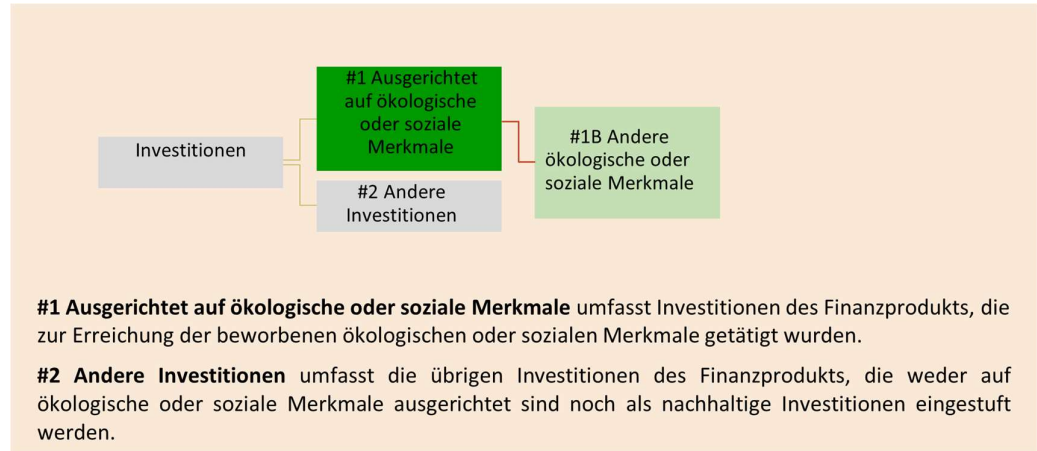 #1 Ausgerichtet
auf ökologische
oder soziale
Merkmale
Investitionen
#1B Andere
ökologische oder
soziale Merkmale
#2 Andere
Investitionen
#1 Ausgerichtet auf ökologische oder soziale Merkmale umfasst Investitionen des Finanzprodukts, die
zur Erreichung der beworbenen ökologischen oder sozialen Merkmale getätigt wurden.
#2 Andere Investitionen umfasst die übrigen Investitionen des Finanzprodukts, die weder auf
ökologische oder soziale Merkmale ausgerichtet sind noch als nachhaltige Investitionen eingestuft
werden.